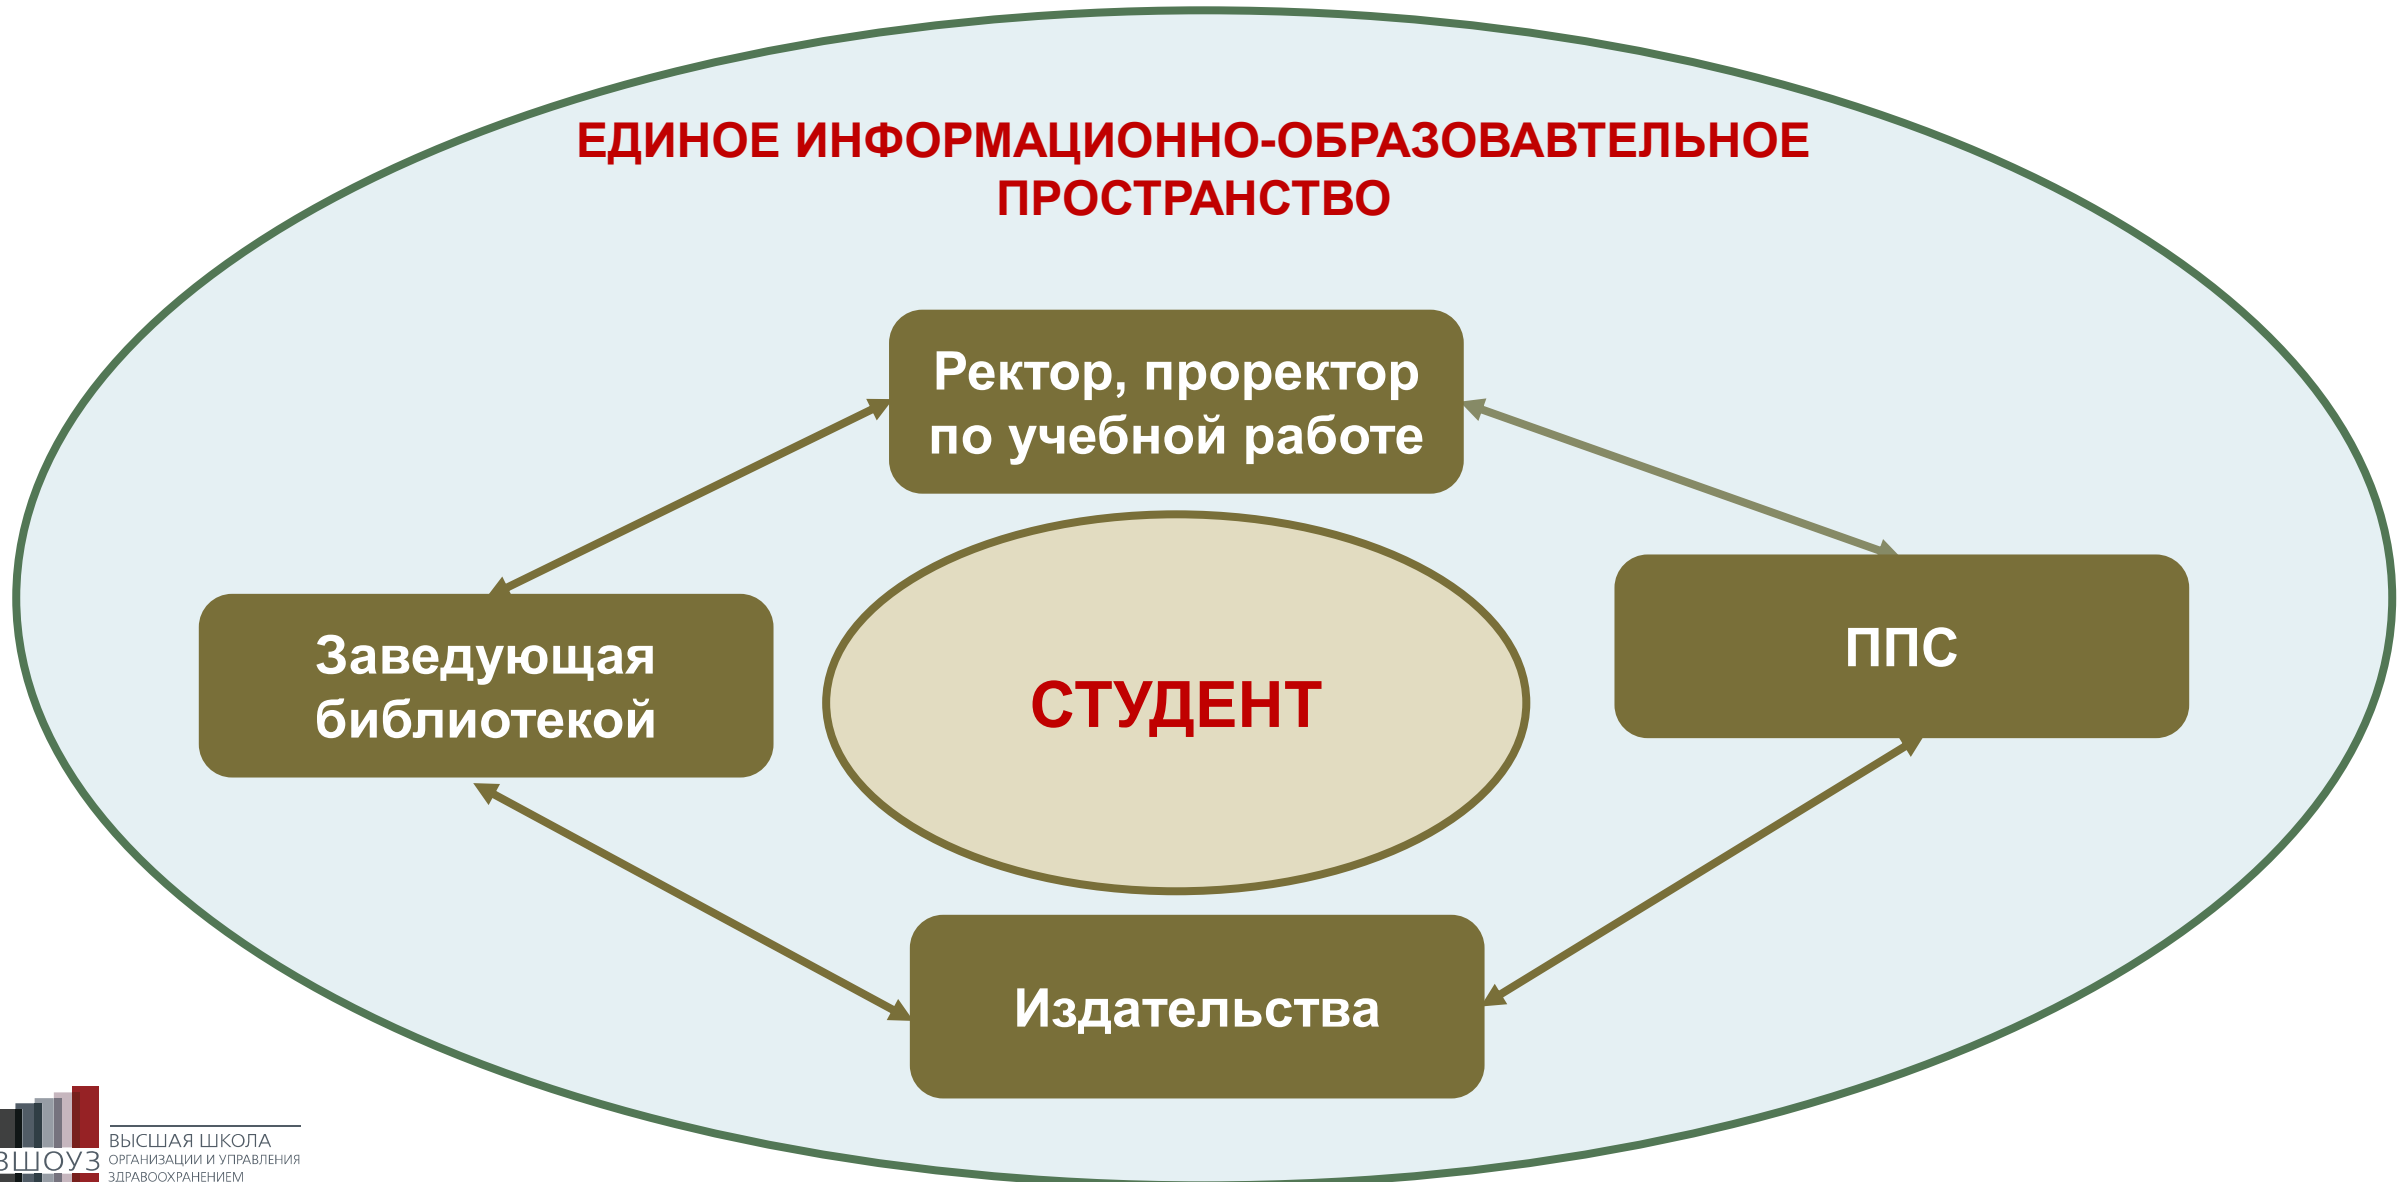 ЕДИНОЕ ИНФОРМАЦИОННО-ОБРАЗОВАВТЕЛЬНОЕ
ПРОСТРАНСТВО
Ректор, проректор
по учебной работе
Заведующая
библиотекой
ППС
СТУДЕНТ
Издательства
ВШОУЗ
ВЫСШАЯ ШКОЛА
ОРГАНИЗАЦИИ И УПРАВЛЕНИЯ
ЗДРАВООХРАНЕНИЕМ